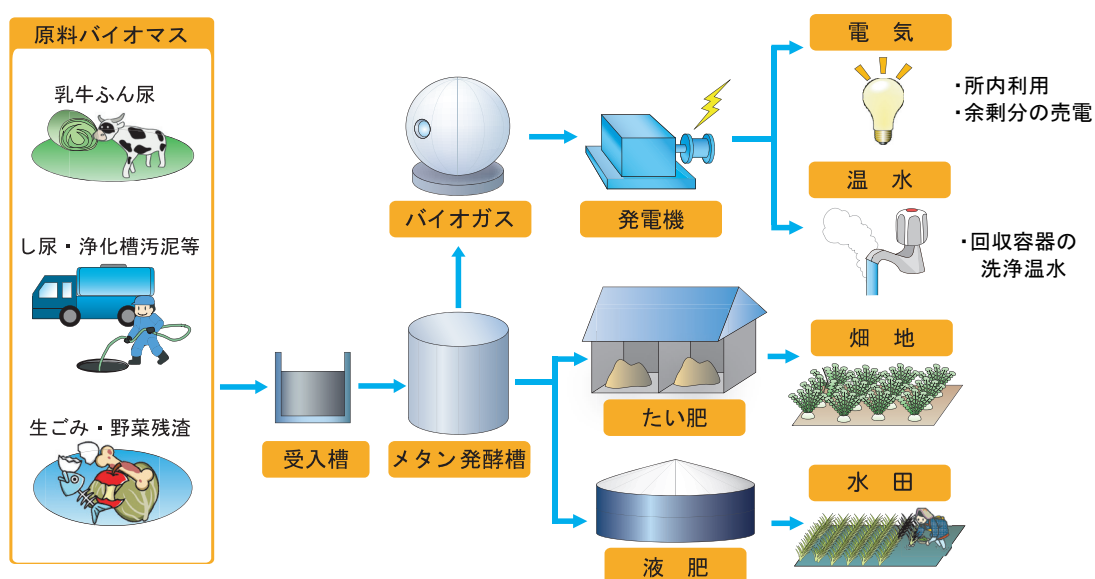 原料バイオマス
乳牛ふん尿
し尿・浄化槽汚泥等
生ごみ・野菜残渣
受入槽
メタン発酵槽
バイオガス
発電機
電 気
・所内利用
・余剰分の売電
温 水
・回収容器の
洗浄温水
たい肥
畑 地
液 肥
水 田